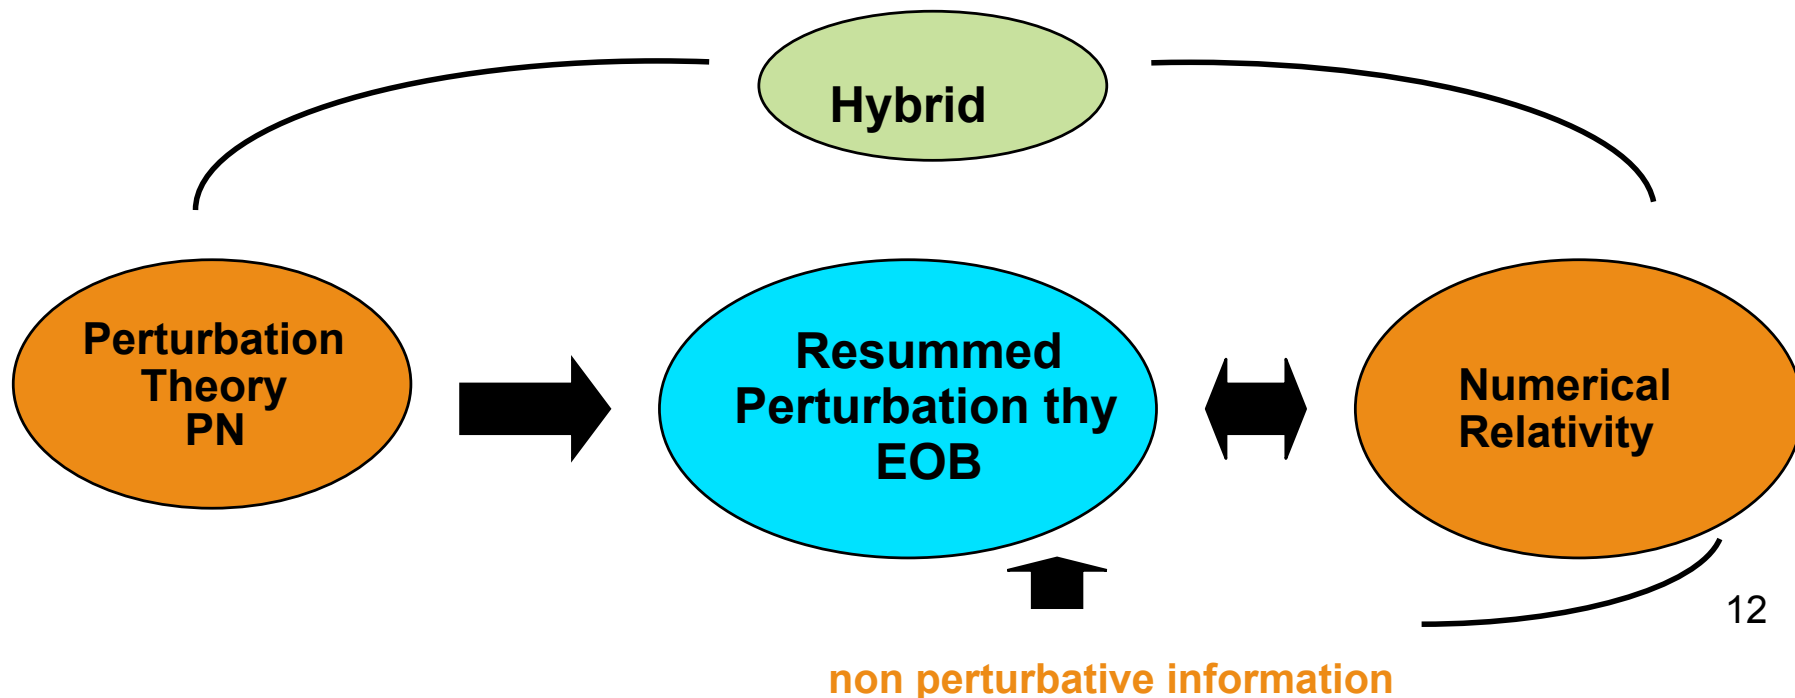 Hybrid
Perturbation
Theory
PN
Resummed
Perturbation thy
EOB
Numerical
Relativity
12
non perturbative information